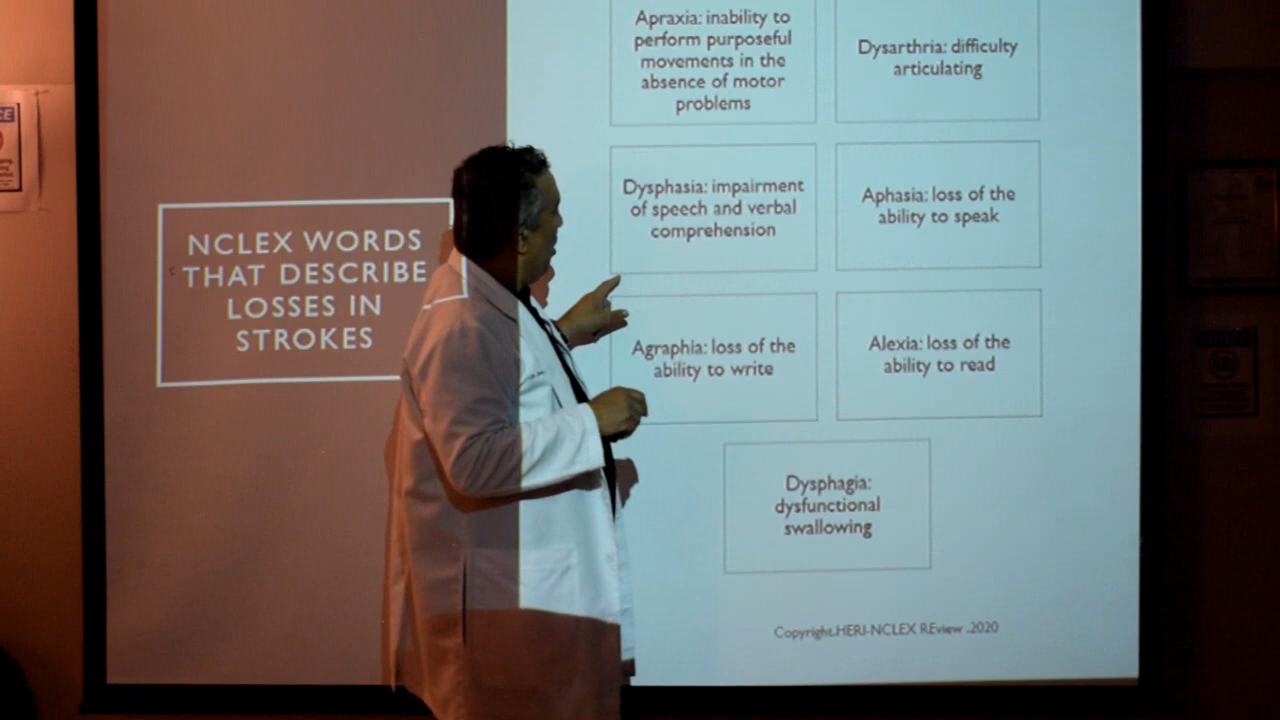 NCLEX WORDS
THAT DESCRIBE
LOSSES IN
STROKES
Apraxia: inability to
perform purposeful
movements in the
absence of motor
problems
Dysarthria: difficulty
articulating
Dysphasia: impairment
of speech and verbal
comprehension
Aphasia: loss of the
ability to speak
Agraphia: loss of the
ability to write
Alexia: loss of the
ability to read
Dysphagia:
dysfunctional
swallowing
Copyright.HERI-NCLEX REview .2020